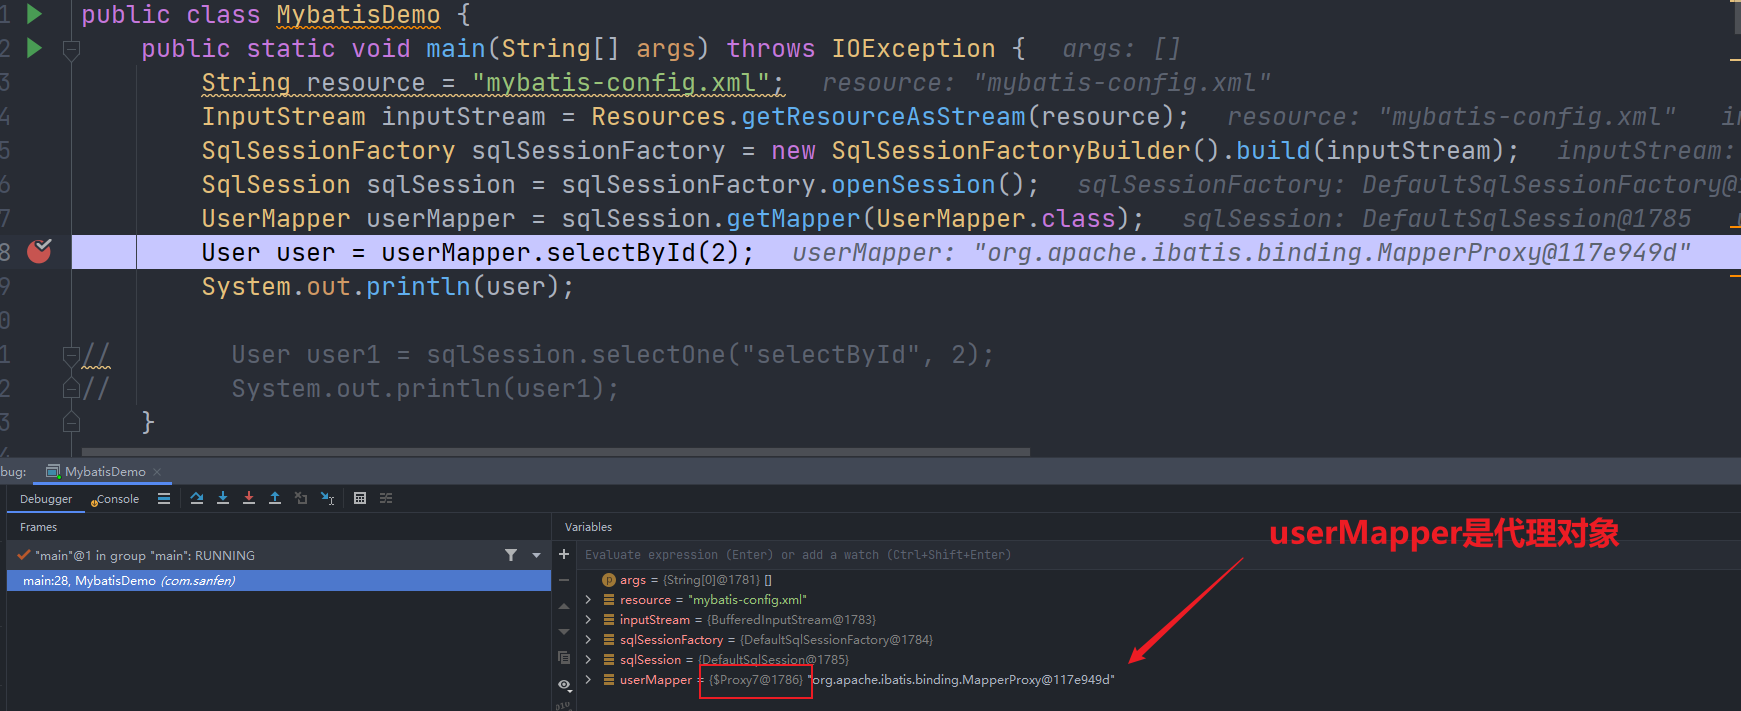 1 public class MybatisDemo {
2 public static void main(String[] args) throws IOException { args: []
3 String resource = "mybatis-config.xml"; resource: "mybatis-config.xml"
4 InputStream inputStream = Resources.getResourceAsStream(resource); resource: "mybatis-config.xml" in
5 SqlSessionFactory sqlSessionFactory = new SqlSessionFactoryBuilder().build(inputStream); inputStream:
6 SqlSession sqlSession = sqlSessionFactory.openSession(); sqlSessionFactory: DefaultSqlSessionFactory@1
7 UserMapper userMapper = sqlSession.getMapper(UserMapper.class); sqlSession: DefaultSqlSession@1785
8 User user = userMapper.selectById(2); userMapper: "org.apache.ibatis.binding.MapperProxy@117e949d"
9 System.out.println(user);
0
1 // User user1 = sqlSession.selectOne("selectById", 2);
2 // System.out.println(user1);
3 }
bug: MybatisDemo ×
Debugger Console
Frames Variables
userMapper是代理对象
"main"@1 in group "main": RUNNING
Evaluate expression (Enter) or add a watch (Ctrl+Shift+Enter)
main:28, MybatisDemo (com.sanfen)
args = {String[0]@1781} []
resource = "mybatis-config.xml"
inputStream = {BufferedInputStream@1783}
sqlSessionFactory = {DefaultSqlSessionFactory@1784}
sqlSession = {DefaultSqlSession@1785}
userMapper = {$Proxy7@1786} "org.apache.ibatis.binding.MapperProxy@117e949d"